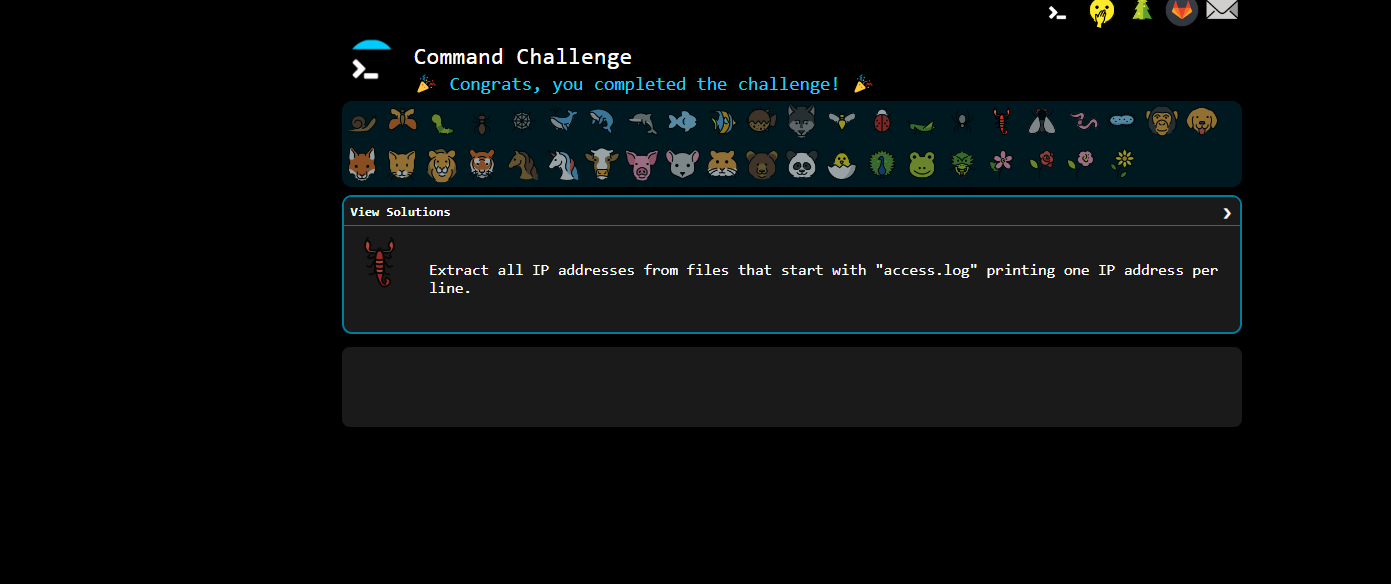 Command Challenge
🎉 Congrats, you completed the challenge! 🎉
View Solutions
Extract all IP addresses from files that start with "access.log" printing one IP address per
line.